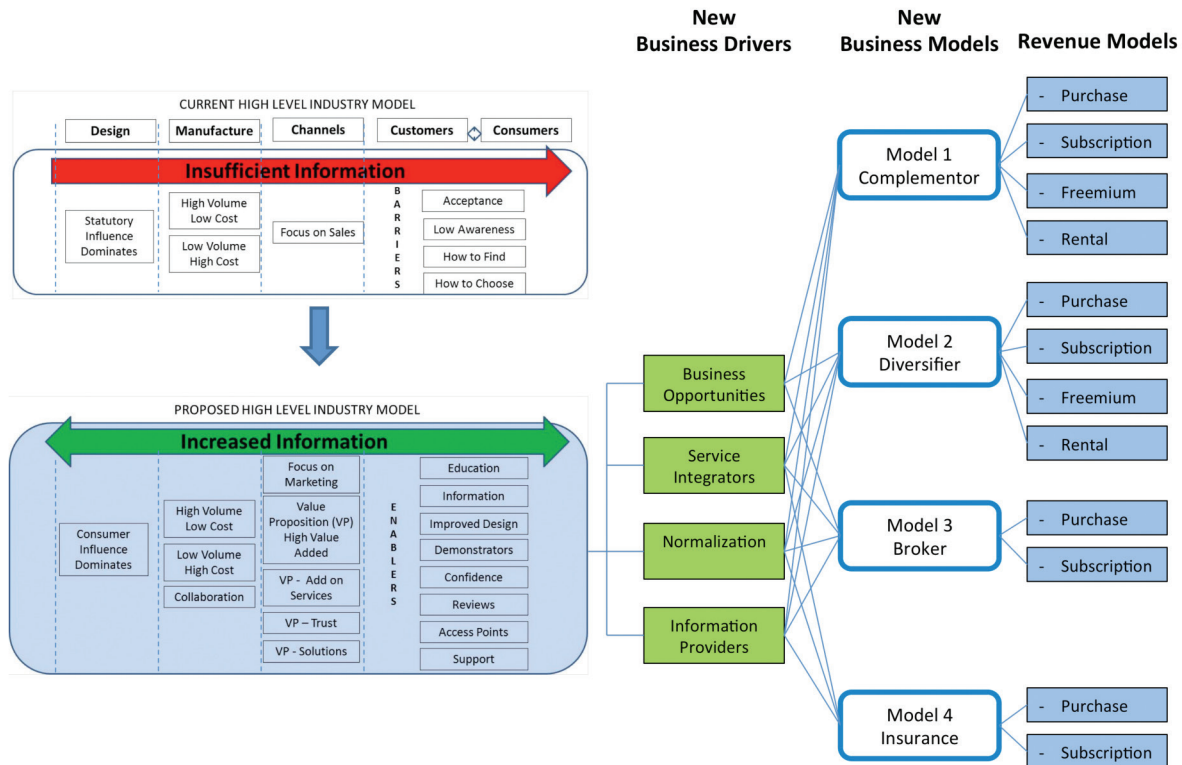 New
Business Drivers
New
Business Models
Revenue Models
CURRENT HIGH LEVEL INDUSTRY MODEL
Design
Manufacture
Channels
Customers
Consumers
Insufficient Information
Statutory
Influence
Dominates
High Volume
Low Cost
Low Volume
High Cost
Focus on Sales
BARRIERS
Acceptance
Low Awareness
How to Find
How to Choose
PROPOSED HIGH LEVEL INDUSTRY MODEL
Increased Information
Consumer
Influence
Dominates
High Volume
Low Cost
Low Volume
High Cost
Collaboration
Focus on
Marketing
Value
Proposition (VP)
High Value
Added
VP - Add on
Services
VP – Trust
VP - Solutions
ENABLERS
Education
Information
Improved Design
Demonstrators
Confidence
Reviews
Access Points
Support
Business
Opportunities
Service
Integrators
Normalization
Information
Providers
Model 1
Complementor
- Purchase
- Subscription
- Freemium
- Rental
Model 2
Diversifier
- Purchase
- Subscription
- Freemium
- Rental
Model 3
Broker
- Purchase
- Subscription
Model 4
Insurance
- Purchase
- Subscription